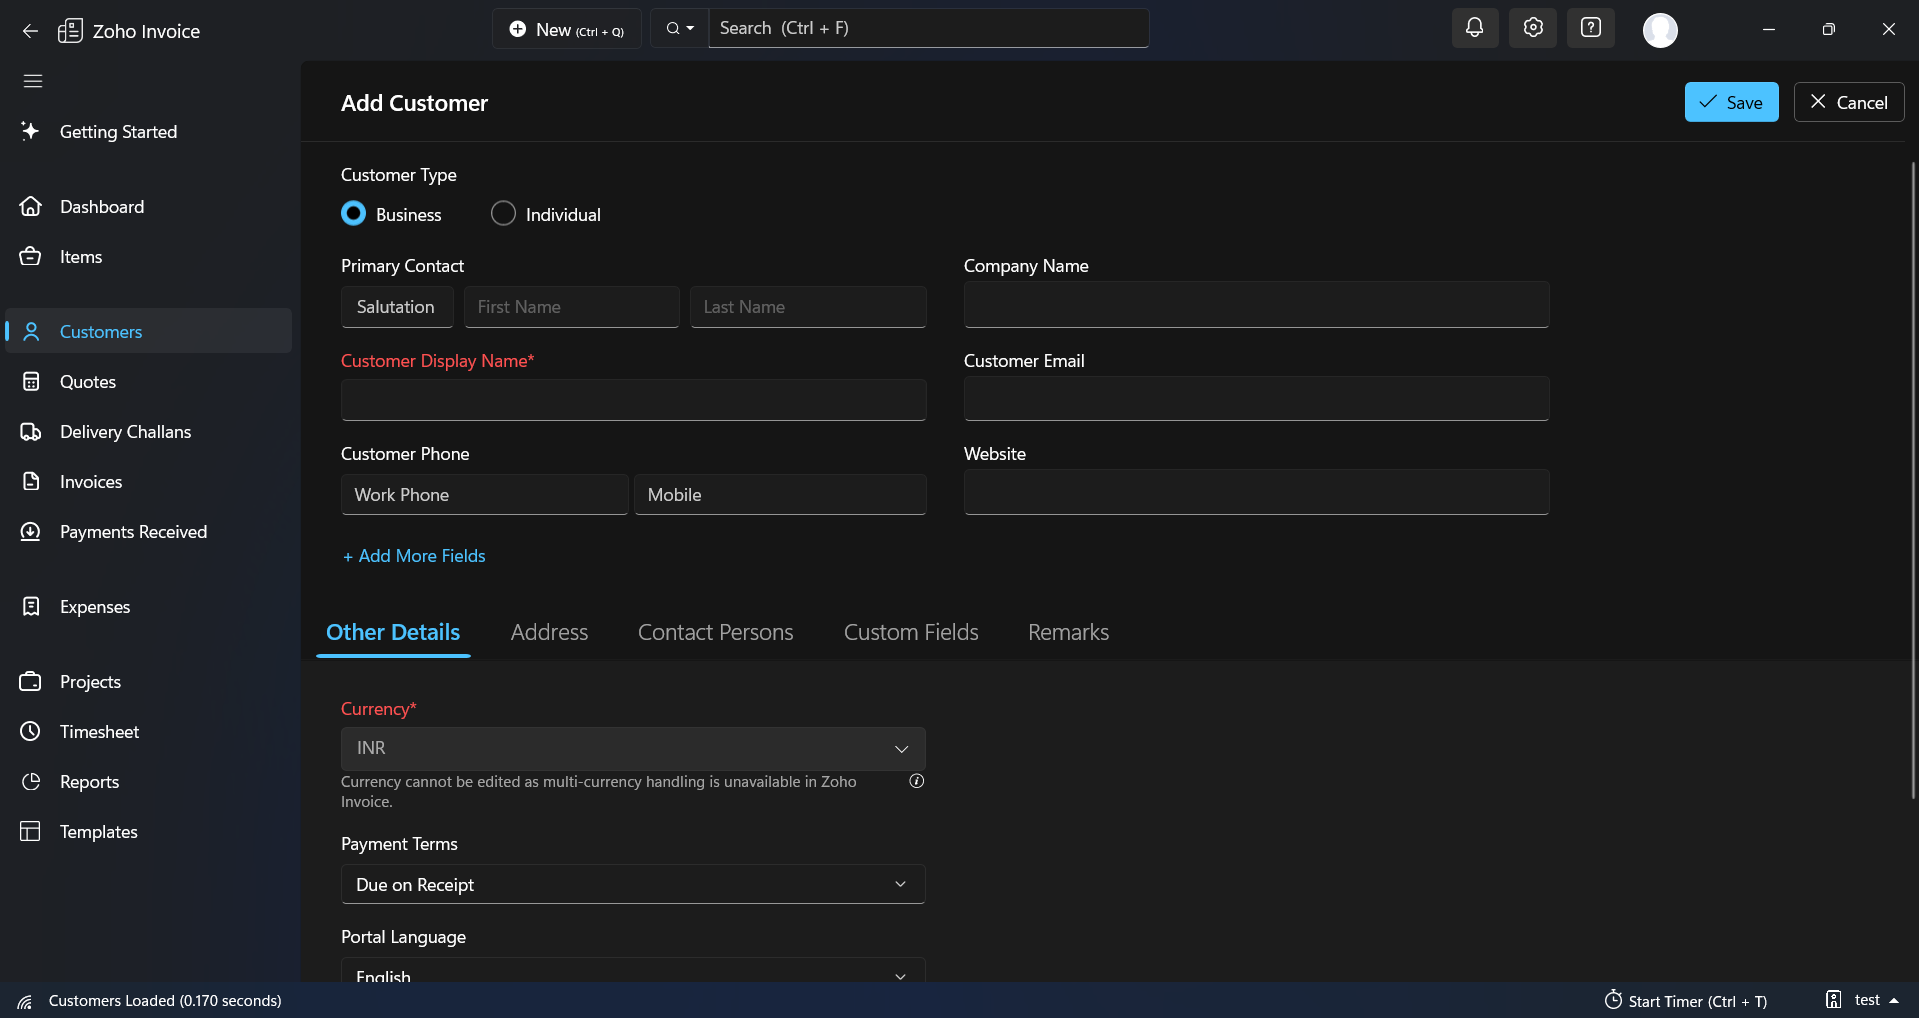 Zoho Invoice
New (Ctrl + Q)
Search (Ctrl + F)
Getting Started
Dashboard
Items
Customers
Quotes
Delivery Challans
Invoices
Payments Received
Expenses
Projects
Timesheet
Reports
Templates
Add Customer
Save
Cancel
Customer Type
Business
Individual
Primary Contact
Salutation
First Name
Last Name
Company Name
Customer Display Name*
Customer Email
Customer Phone
Work Phone
Mobile
Website
+ Add More Fields
Other Details
Address
Contact Persons
Custom Fields
Remarks
Currency*
INR
Currency cannot be edited as multi-currency handling is unavailable in Zoho
Invoice.
Payment Terms
Due on Receipt
Portal Language
English
Customers Loaded (0.170 seconds)
Start Timer (Ctrl + T)
test